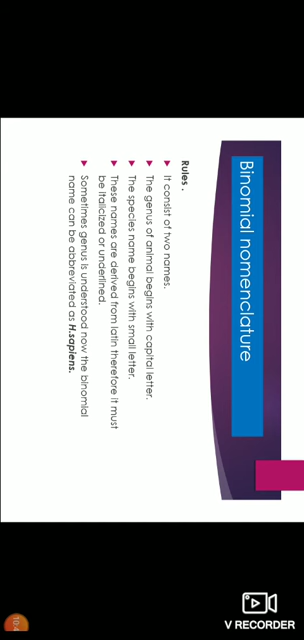 Binomial nomenclature
Rules .
It consist of two names.
The genus of animal begins with capital letter.
The species name begins with small letter.
These names are derived from latin therefore it must
be italicized or underlined.
Sometimes genus is understood now the binomial
name can be abbreviated as H.sapiens.
V RECORDER